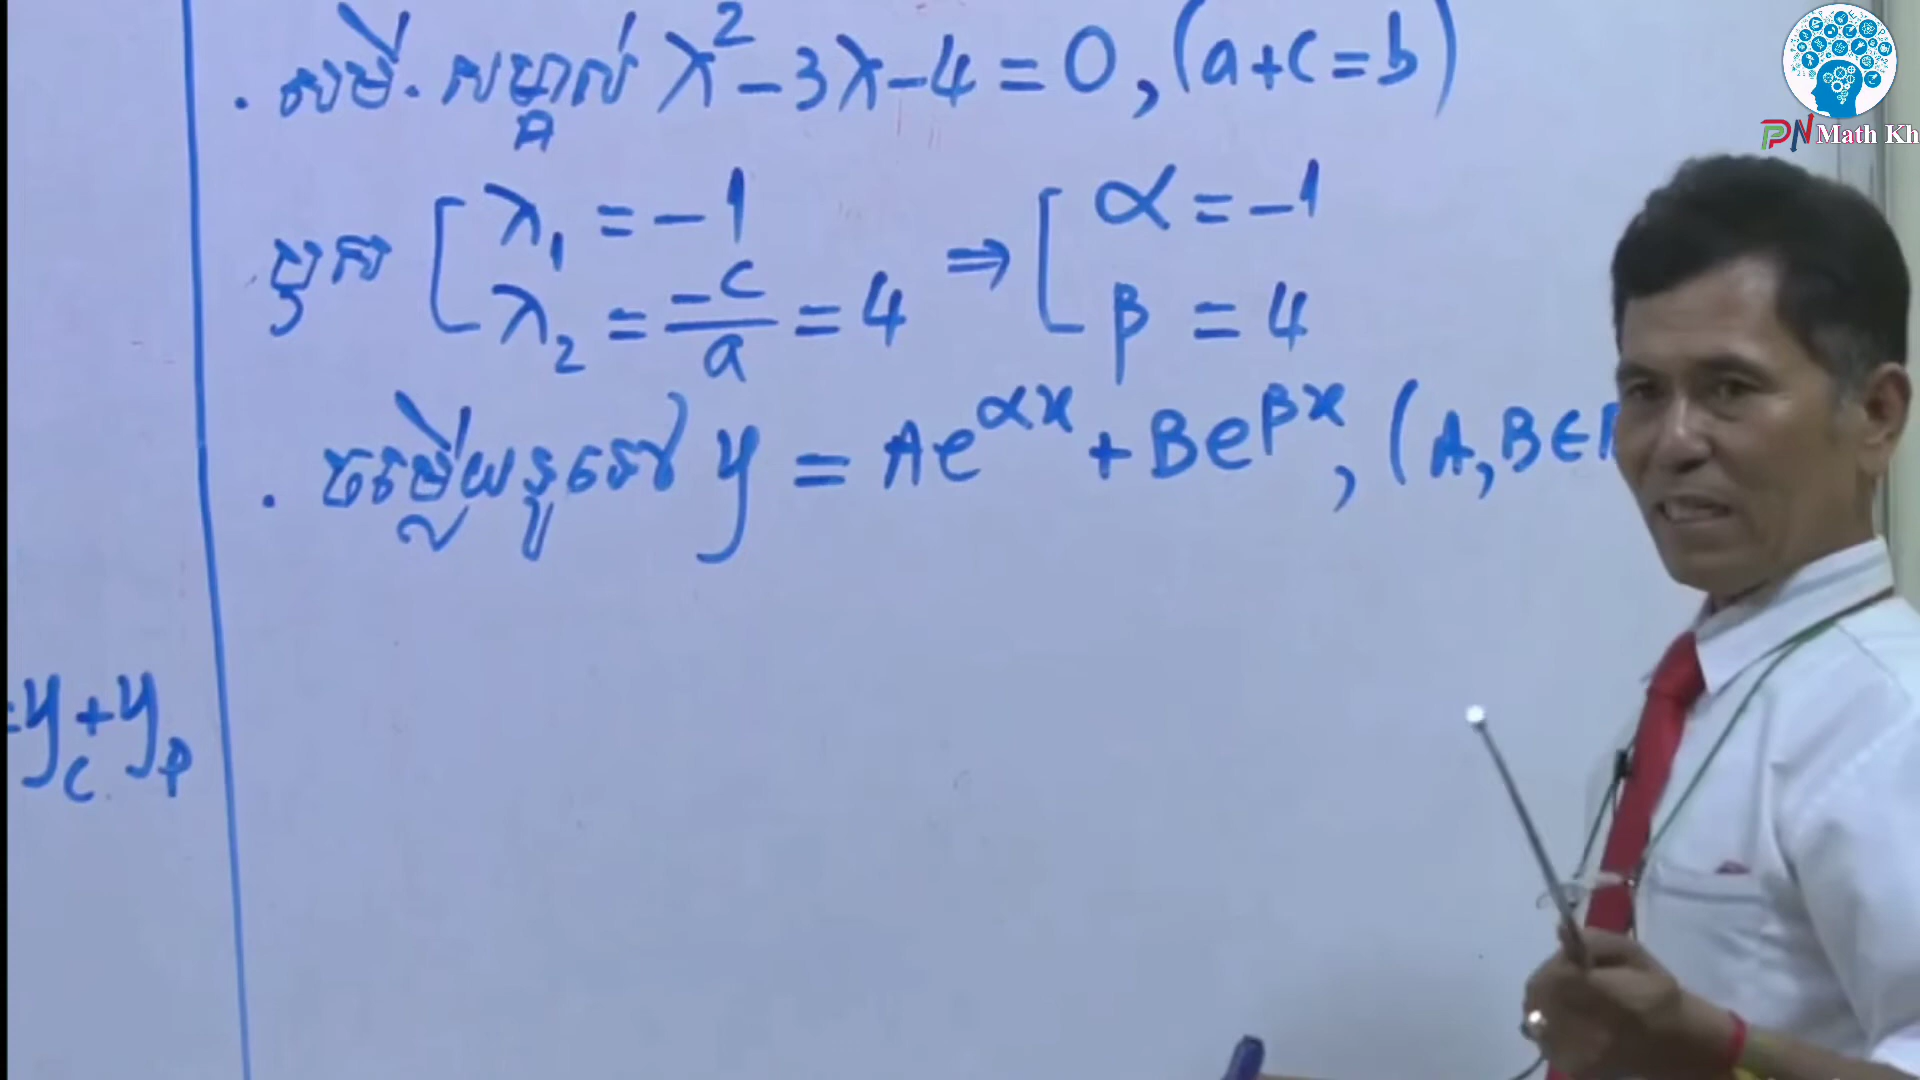 . សមី. សម្គាល់ λ² - 3λ - 4 = 0, (a+c=b)
ឬស [ λ₁ = -1 ⇒ [ α = -1
λ₂ = -c/a = 4 β = 4
. ចម្លើយទូទៅ y = Ae^{αx} + Be^{βx}, (A, B ∈
=y_c + y_p
PN Math Kh